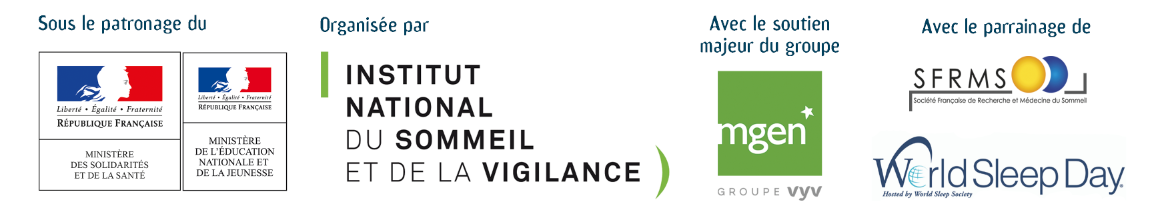 Sous le patronage du
Liberté • Égalité • Fraternité
RÉPUBLIQUE FRANÇAISE
MINISTÈRE
DES SOLIDARITÉS
ET DE LA SANTÉ
Liberté • Égalité • Fraternité
RÉPUBLIQUE FRANÇAISE
MINISTÈRE
DE L'ÉDUCATION
NATIONALE ET
DE LA JEUNESSE
Organisée par
INSTITUT
NATIONAL
DU SOMMEIL
ET DE LA VIGILANCE
Avec le soutien
majeur du groupe
mgen
GROUPE vyv
Avec le parrainage de
SFRMS
Société Française de Recherche et Médecine du Sommeil
World Sleep Day.
Hosted by World Sleep Society